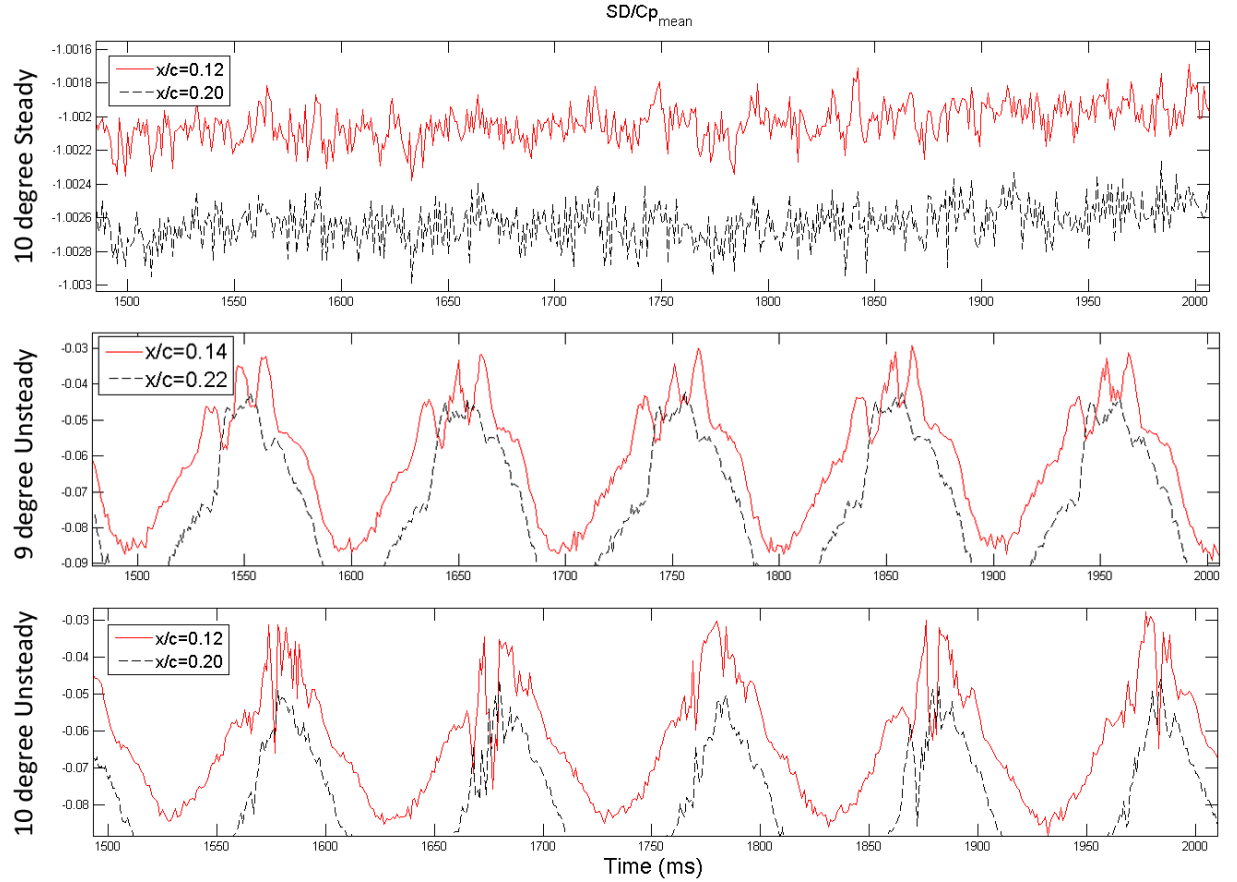 SD/Cp_mean
10 degree Steady
-1.0016
-1.0018
-1.002
-1.0022
-1.0024
-1.0026
-1.0028
-1.003
x/c=0.12
x/c=0.20
1500 1550 1600 1650 1700 1750 1800 1850 1900 1950 2000
9 degree Unsteady
-0.03
-0.04
-0.05
-0.06
-0.07
-0.08
-0.09
x/c=0.14
x/c=0.22
1500 1550 1600 1650 1700 1750 1800 1850 1900 1950 2000
10 degree Unsteady
-0.03
-0.04
-0.05
-0.06
-0.07
-0.08
x/c=0.12
x/c=0.20
1500 1550 1600 1650 1700 1750 1800 1850 1900 1950 2000
Time (ms)